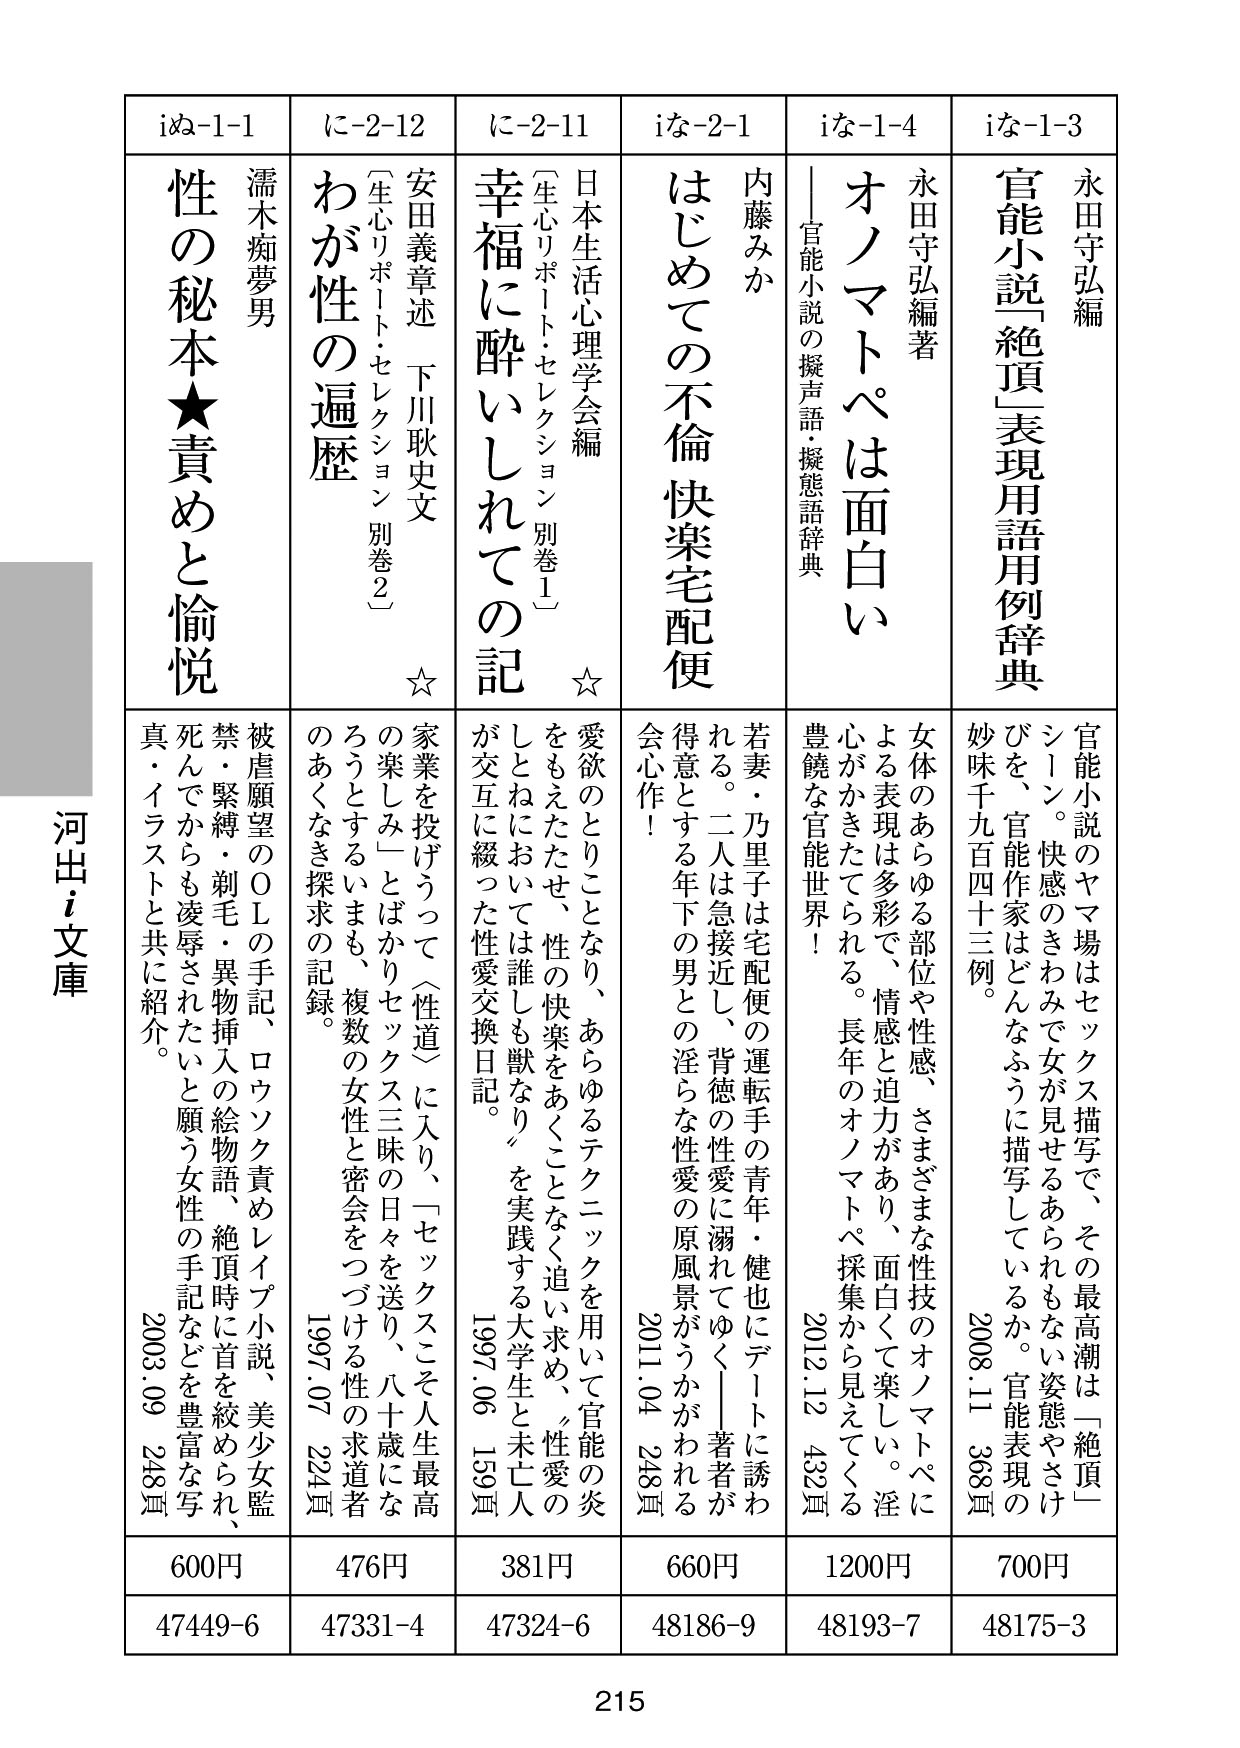 iな-1-3
永田守弘編
官能小説「絶頂」表現用語用例辞典
官能小説のヤマ場はセックス描写で、その最高潮は「絶頂」
シーン。快感のきわみで女が見せるあられもない姿態やさけ
びを、官能作家はどんなふうに描写しているか。官能表現の
妙味千九百四十三例。 2008.11 368頁
700円
48175-3
iな-1-4
永田守弘編著
オノマトペは面白い
――官能小説の擬声語・擬態語辞典
女体のあらゆる部位や性感、さまざまな性技のオノマトペに
よる表現は多彩で、情感と迫力があり、面白くて楽しい。淫
心がかきたてられる。長年のオノマトペ採集から見えてくる
豊饒な官能世界！ 2012.12 432頁
1200円
48193-7
iな-2-1
内藤みか
はじめての不倫 快楽宅配便
若妻・乃里子は宅配便の運転手の青年・健也にデートに誘わ
れる。二人は急接近し、背徳の性愛に溺れてゆく――著者が
得意とする年下の男との淫らな性愛の原風景がうかがわれる
会心作！ 2011.04 248頁
660円
48186-9
に-2-11
日本生活心理学会編 ☆
〔生心リポート・セレクション 別巻1〕
幸福に酔いしれての記
愛欲のとりことなり、あらゆるテクニックを用いて官能の炎
をもえたたせ、性の快楽をあくことなく追い求め、〝性愛の
しとねにおいては誰しも獣なり〟を実践する大学生と未亡人
が交互に綴った性愛交換日記。 1997.06 159頁
381円
47324-6
に-2-12
安田義章述 下川耿史文 ☆
〔生心リポート・セレクション 別巻2〕
わが性の遍歴
家業を投げうって〈性道〉に入り、「セックスこそ人生最高
の楽しみ」とばかりセックス三昧の日々を送り、八十歳にな
ろうとするいまも、複数の女性と密会をつづける性の求道者
のあくなき探求の記録。 1997.07 224頁
476円
47331-4
iぬ-1-1
濡木痴夢男
性の秘本★責めと愉悦
被虐願望のOLの手記、ロウソク責めレイプ小説、美少女監
禁・緊縛・剃毛・異物挿入の絵物語、絶頂時に首を絞められ、
死んでからも凌辱されたいと願う女性の手記などを豊富な写
真・イラストと共に紹介。 2003.09 248頁
600円
47449-6
河出i文庫
215